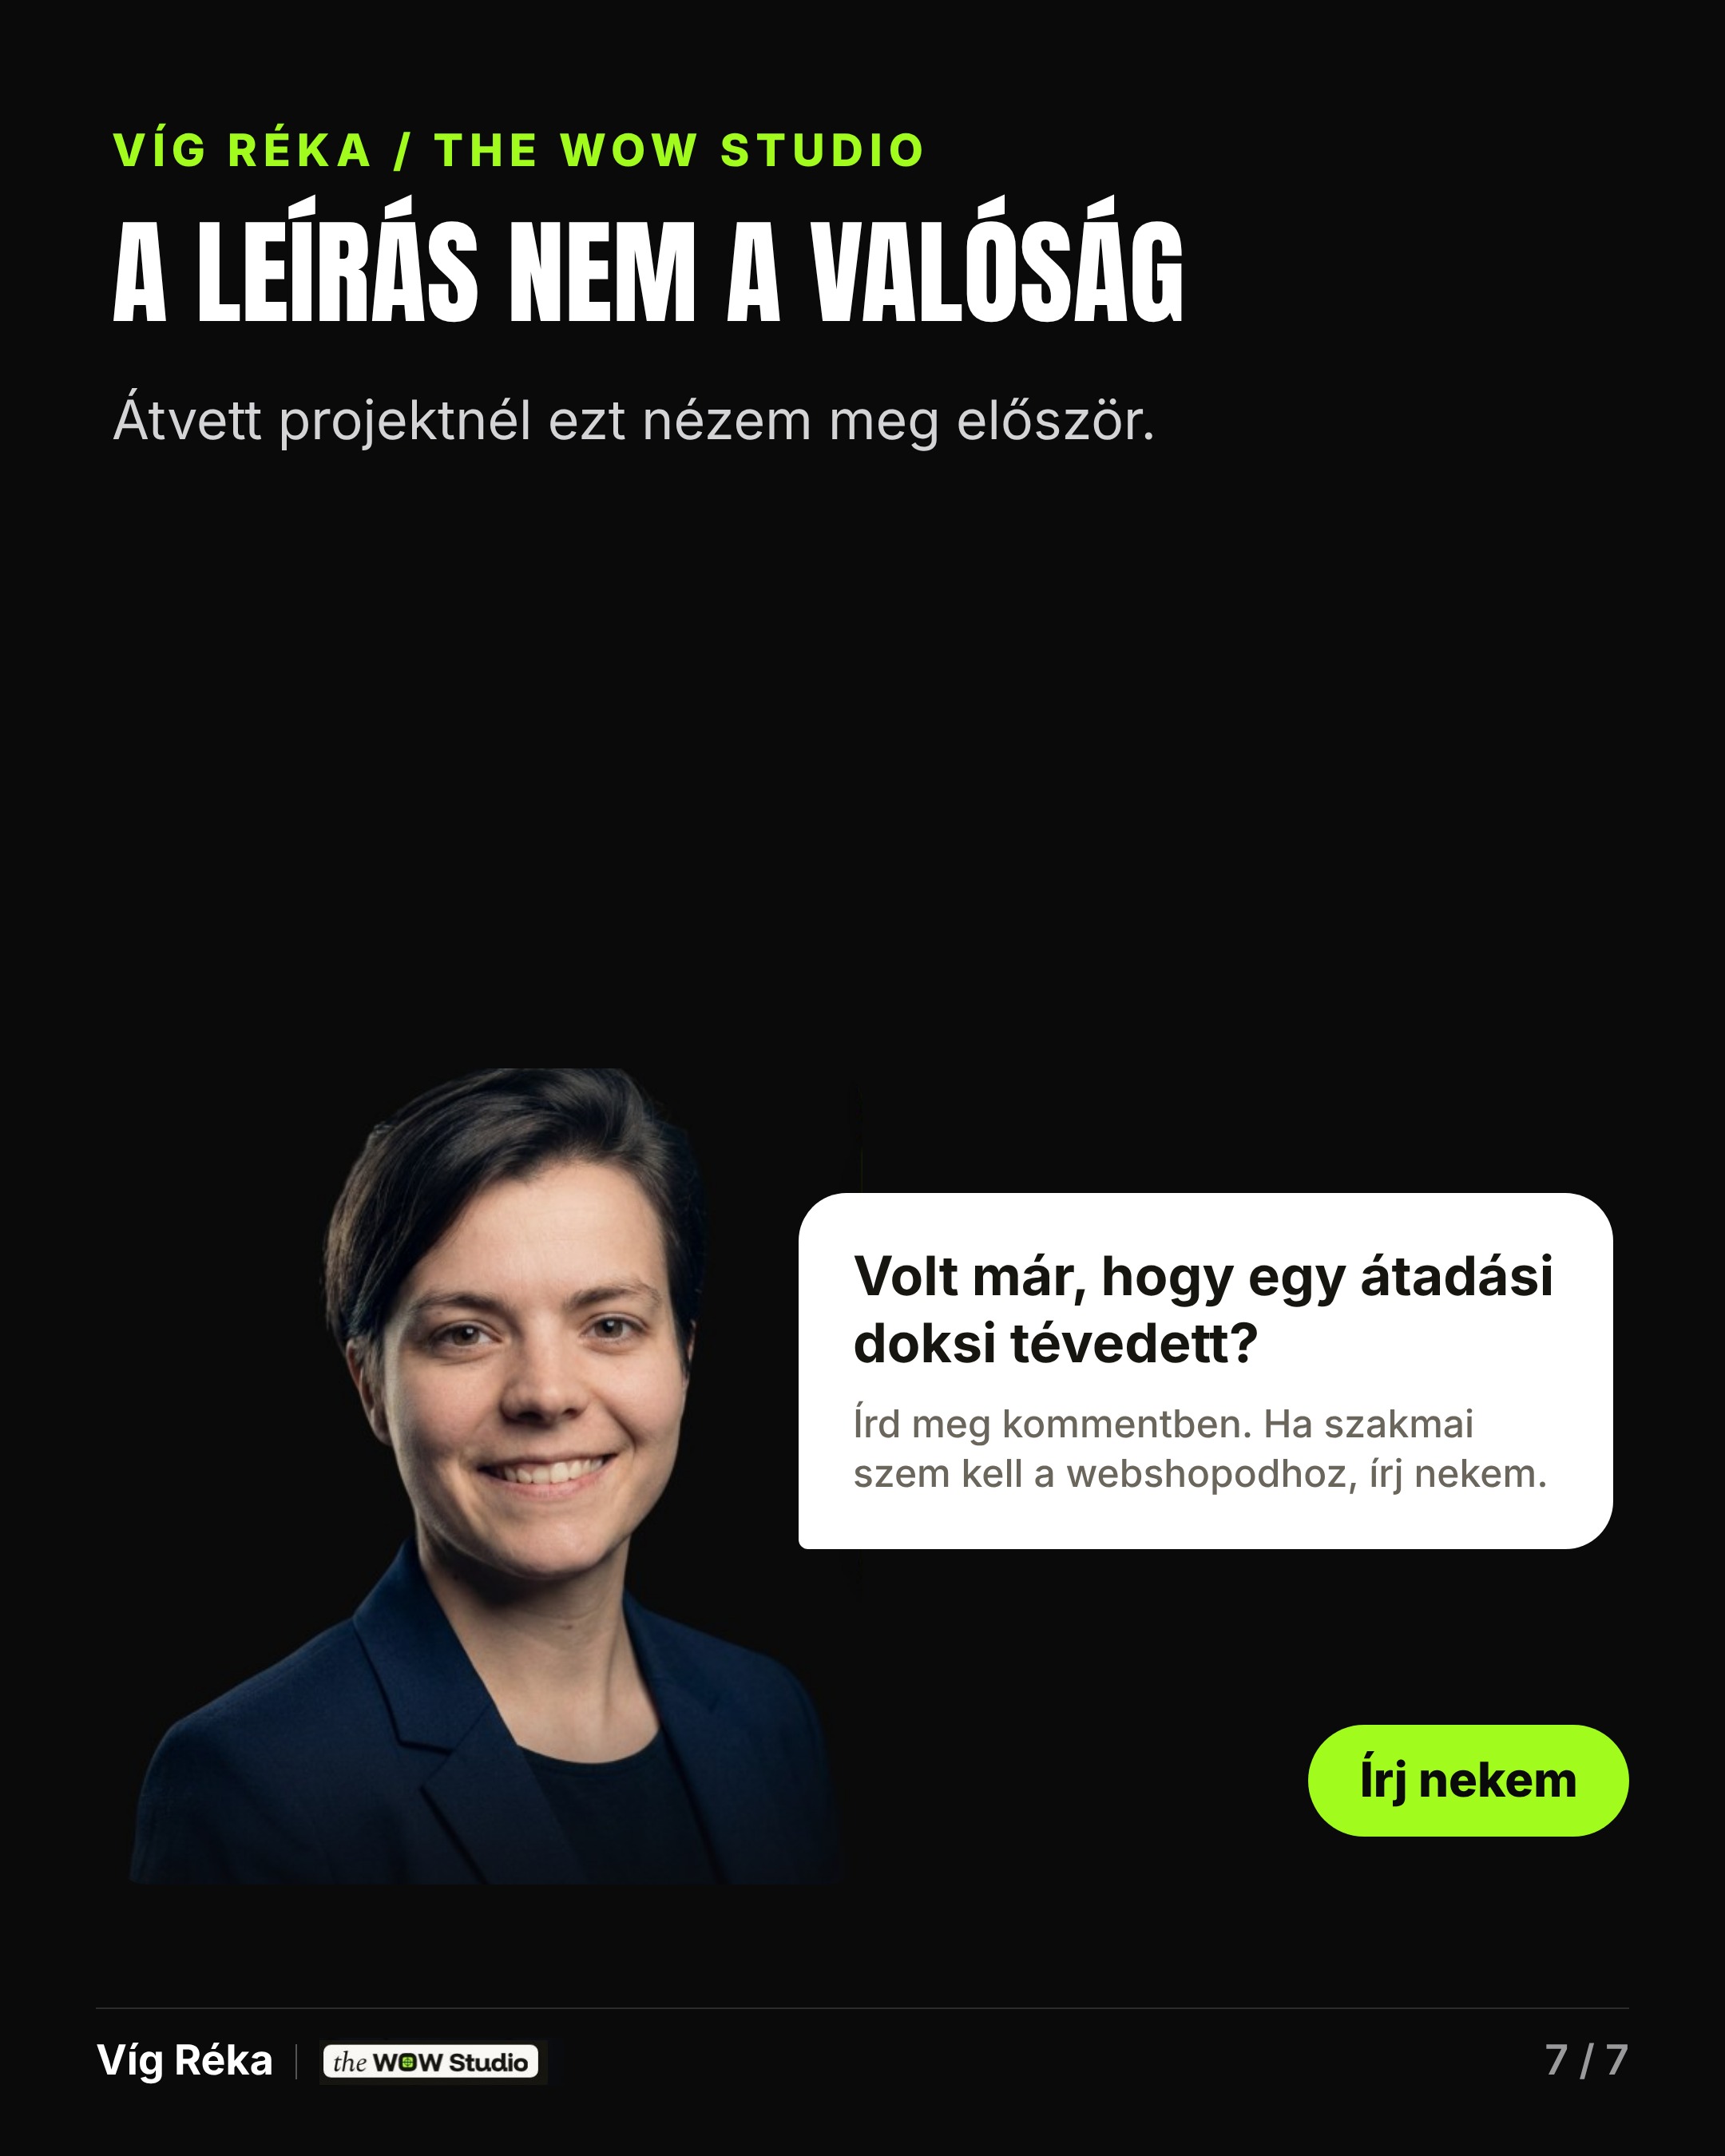 VÍG RÉKA / THE WOW STUDIO
A LEÍRÁS NEM A VALÓSÁG
Átvett projektnél ezt nézem meg először.
Volt már, hogy egy átadási
doksi tévedett?
Írd meg kommentben. Ha szakmai
szem kell a webshopodhoz, írj nekem.
Írj nekem
Víg Réka
the WOW Studio
7 / 7